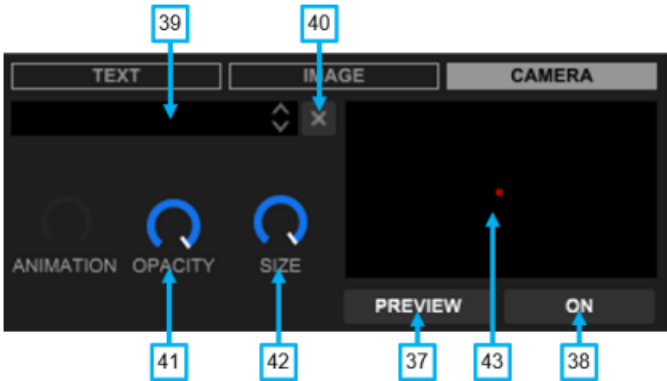 39 40
TEXT IMAGE CAMERA
ANIMATION OPACITY SIZE
PREVIEW ON
41 42 37 43 38